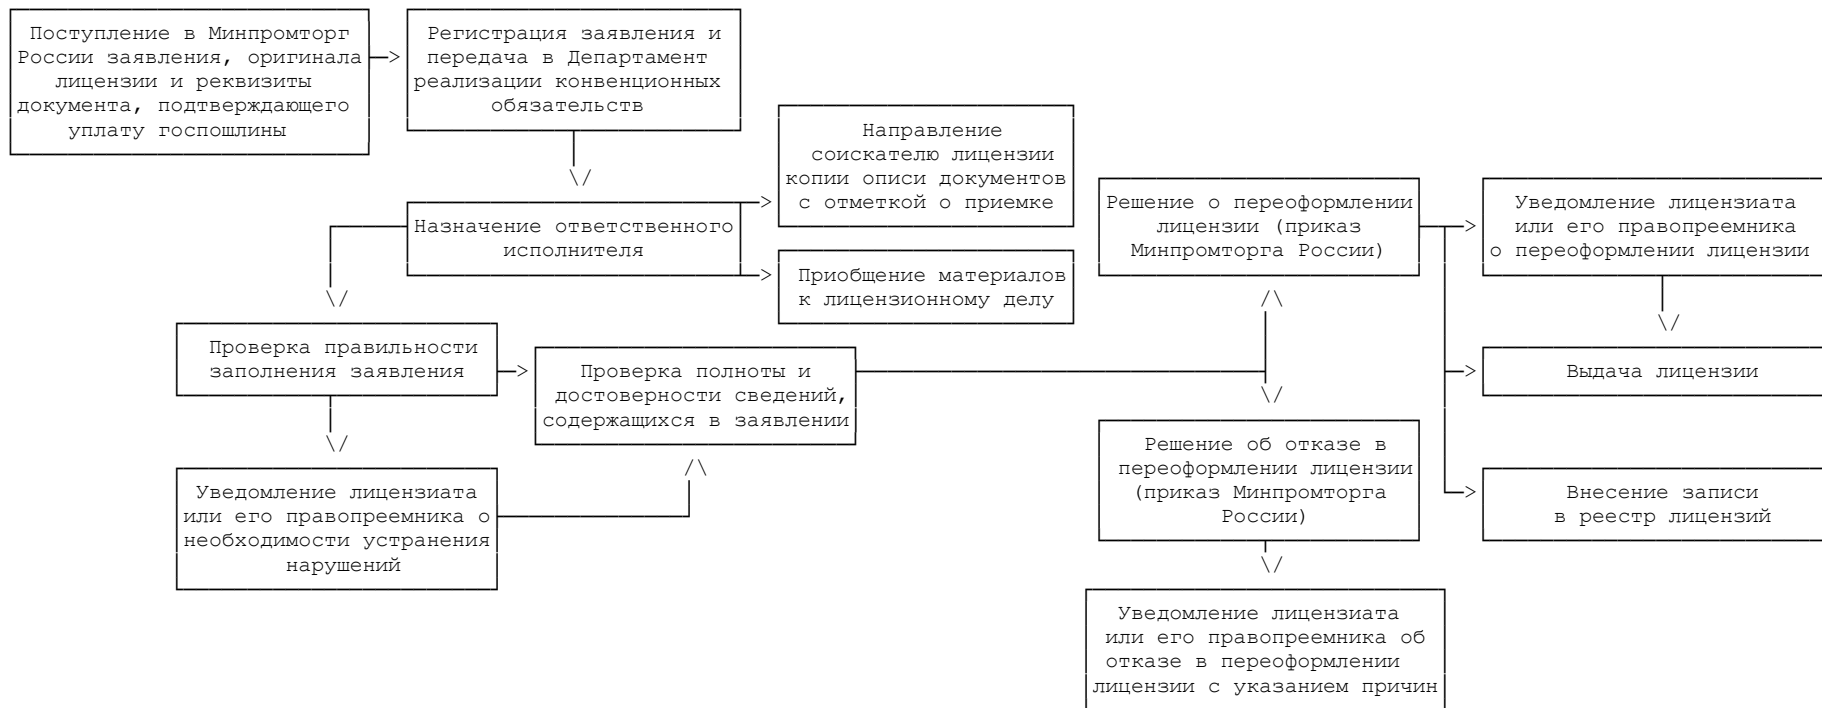 Поступление в Минпромторг
России заявления, оригинала
лицензии и реквизиты
документа, подтверждающего
уплату госпошлины
Регистрация заявления и
передача в Департамент
реализации конвенционных
обязательств
Направление
соискателю лицензии
копии описи документов
с отметкой о приемке
Назначение ответственного
исполнителя
Приобщение материалов
к лицензионному делу
Решение о переоформлении
лицензии (приказ
Минпромторга России)
Уведомление лицензиата
или его правопреемника
о переоформлении лицензии
Проверка правильности
заполнения заявления
Проверка полноты и
достоверности сведений,
содержащихся в заявлении
Выдача лицензии
Решение об отказе в
переоформлении лицензии
(приказ Минпромторга
России)
Внесение записи
в реестр лицензий
Уведомление лицензиата
или его правопреемника о
необходимости устранения
нарушений
Уведомление лицензиата
или его правопреемника об
отказе в переоформлении
лицензии с указанием причин